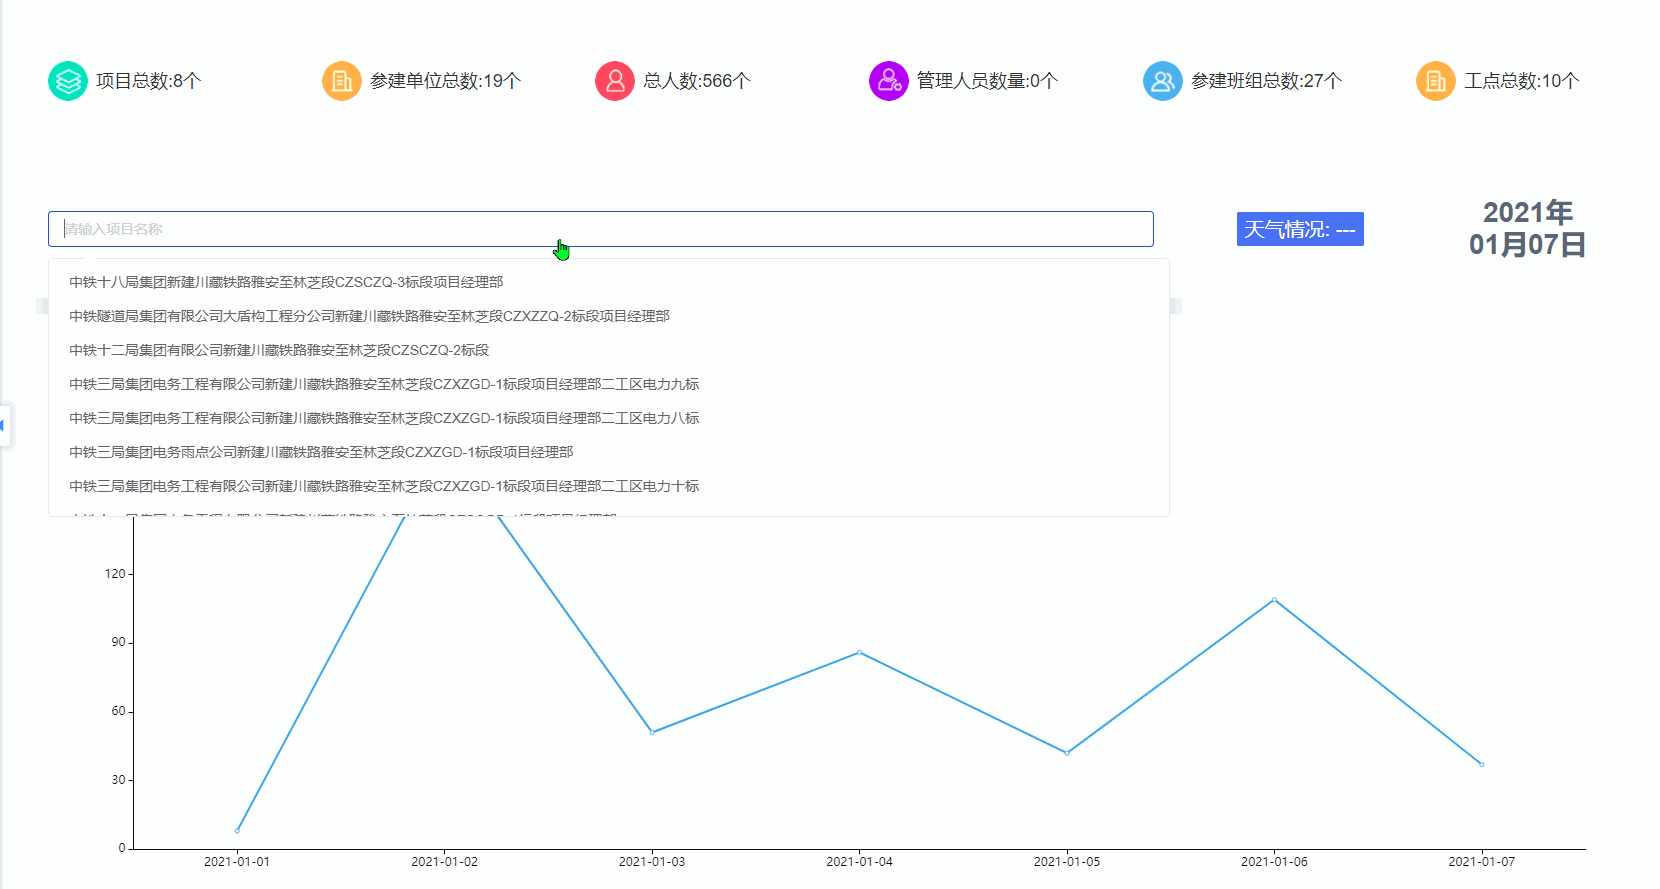 项目总数:8个
参建单位总数:19个
总人数:566个
管理人员数量:0个
参建班组总数:27个
工点总数:10个
请输入项目名称
天气情况: ---
2021年
01月07日
中铁十八局集团新建川藏铁路雅安至林芝段CZSCZQ-3标段项目经理部
中铁隧道局集团有限公司大盾构工程分公司新建川藏铁路雅安至林芝段CZXZZQ-2标段项目经理部
中铁十二局集团有限公司新建川藏铁路雅安至林芝段CZSCZQ-2标段
中铁三局集团电务工程有限公司新建川藏铁路雅安至林芝段CZXZGD-1标段项目经理部二工区电力九标
中铁三局集团电务工程有限公司新建川藏铁路雅安至林芝段CZXZGD-1标段项目经理部二工区电力八标
中铁三局集团电务雨点公司新建川藏铁路雅安至林芝段CZXZGD-1标段项目经理部
中铁三局集团电务工程有限公司新建川藏铁路雅安至林芝段CZXZGD-1标段项目经理部二工区电力十标
120
90
60
30
0
2021-01-01
2021-01-02
2021-01-03
2021-01-04
2021-01-05
2021-01-06
2021-01-07